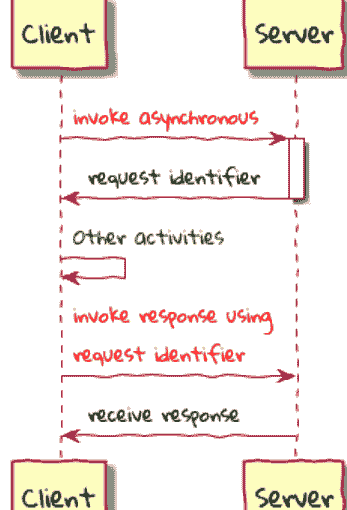 Client Server
invoke asynchronous
request identifier
Other activities
invoke response using
request identifier
receive response
Client Server